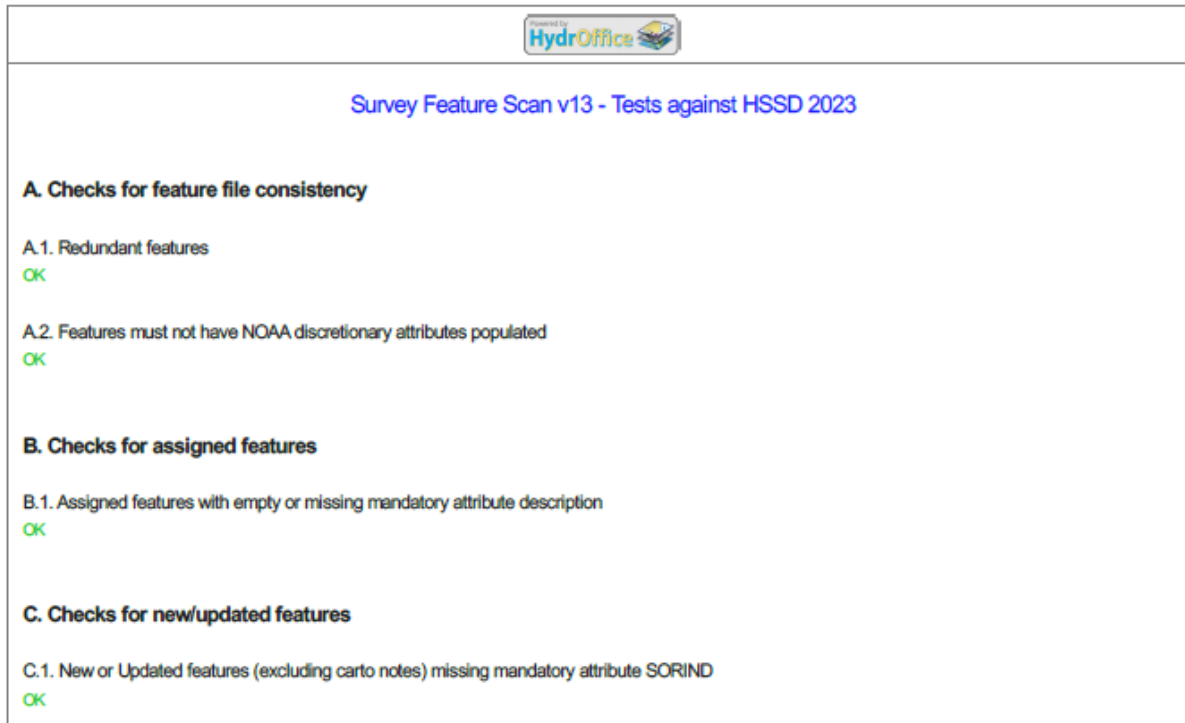 Powered by
HydrOffice
Survey Feature Scan v13 - Tests against HSSD 2023
A. Checks for feature file consistency
A.1. Redundant features
OK
A.2. Features must not have NOAA discretionary attributes populated
OK
B. Checks for assigned features
B.1. Assigned features with empty or missing mandatory attribute description
OK
C. Checks for new/updated features
C.1. New or Updated features (excluding carto notes) missing mandatory attribute SORIND
OK